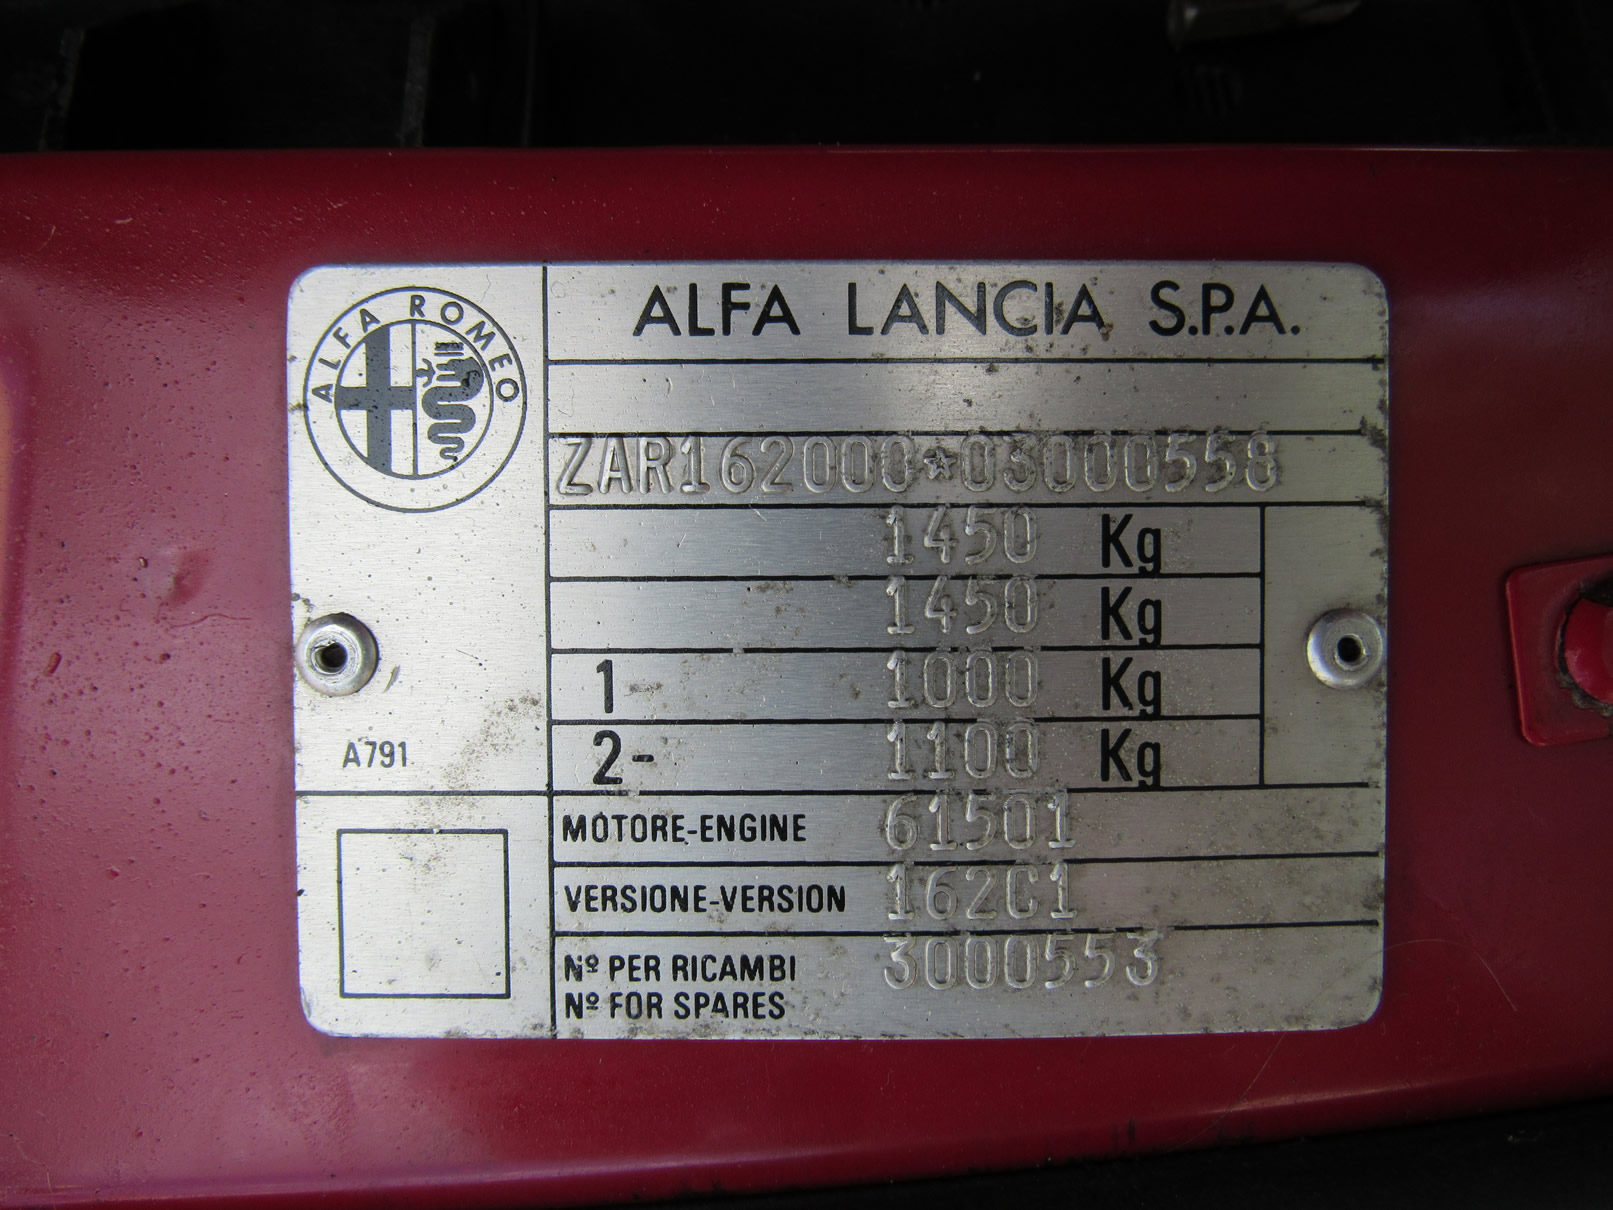 ALFA ROMEO
ALFA LANCIA S.P.A.
ZAR162000*03000558
1450 Kg
1450 Kg
1- 1000 Kg
2- 1100 Kg
A791
MOTORE-ENGINE 61501
VERSIONE-VERSION 162C1
Nº PER RICAMBI 3000553
Nº FOR SPARES